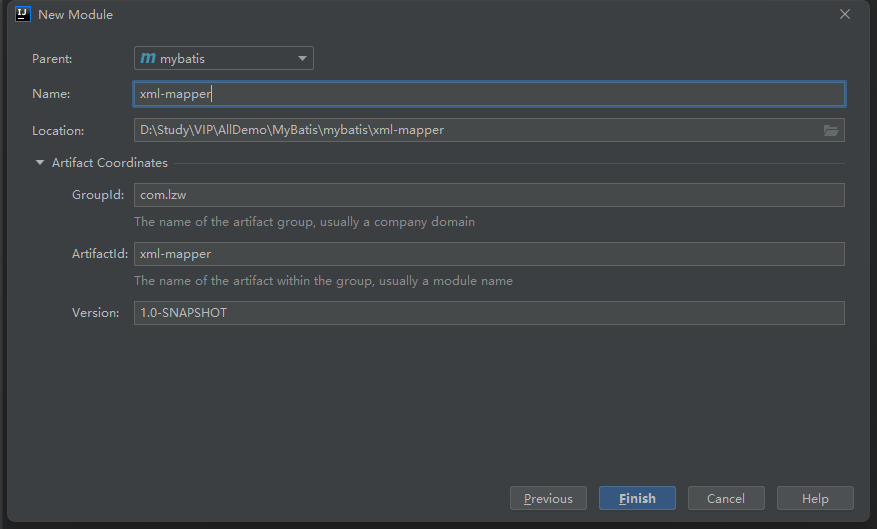 New Module
Parent: mybatis
Name: xml-mapper
Location: D:\Study\VIP\AllDemo\MyBatis\mybatis\xml-mapper
Artifact Coordinates
GroupId: com.lzw
The name of the artifact group, usually a company domain
ArtifactId: xml-mapper
The name of the artifact within the group, usually a module name
Version: 1.0-SNAPSHOT
Previous Finish Cancel Help